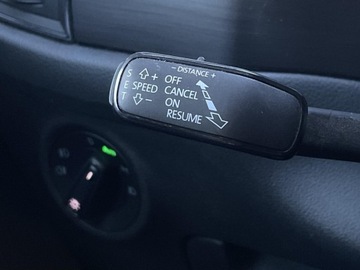 - DISTANCE +
S + OFF
E SPEED CANCEL
T - ON
RESUME